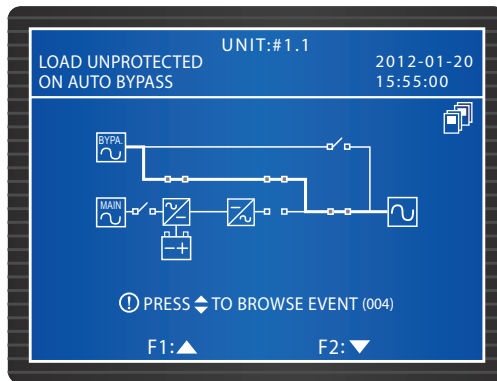 UNIT:#1.1
LOAD UNPROTECTED
ON AUTO BYPASS
2012-01-20
15:55:00
BYPA.
MAIN
PRESS TO BROWSE EVENT (004)
F1:
F2: